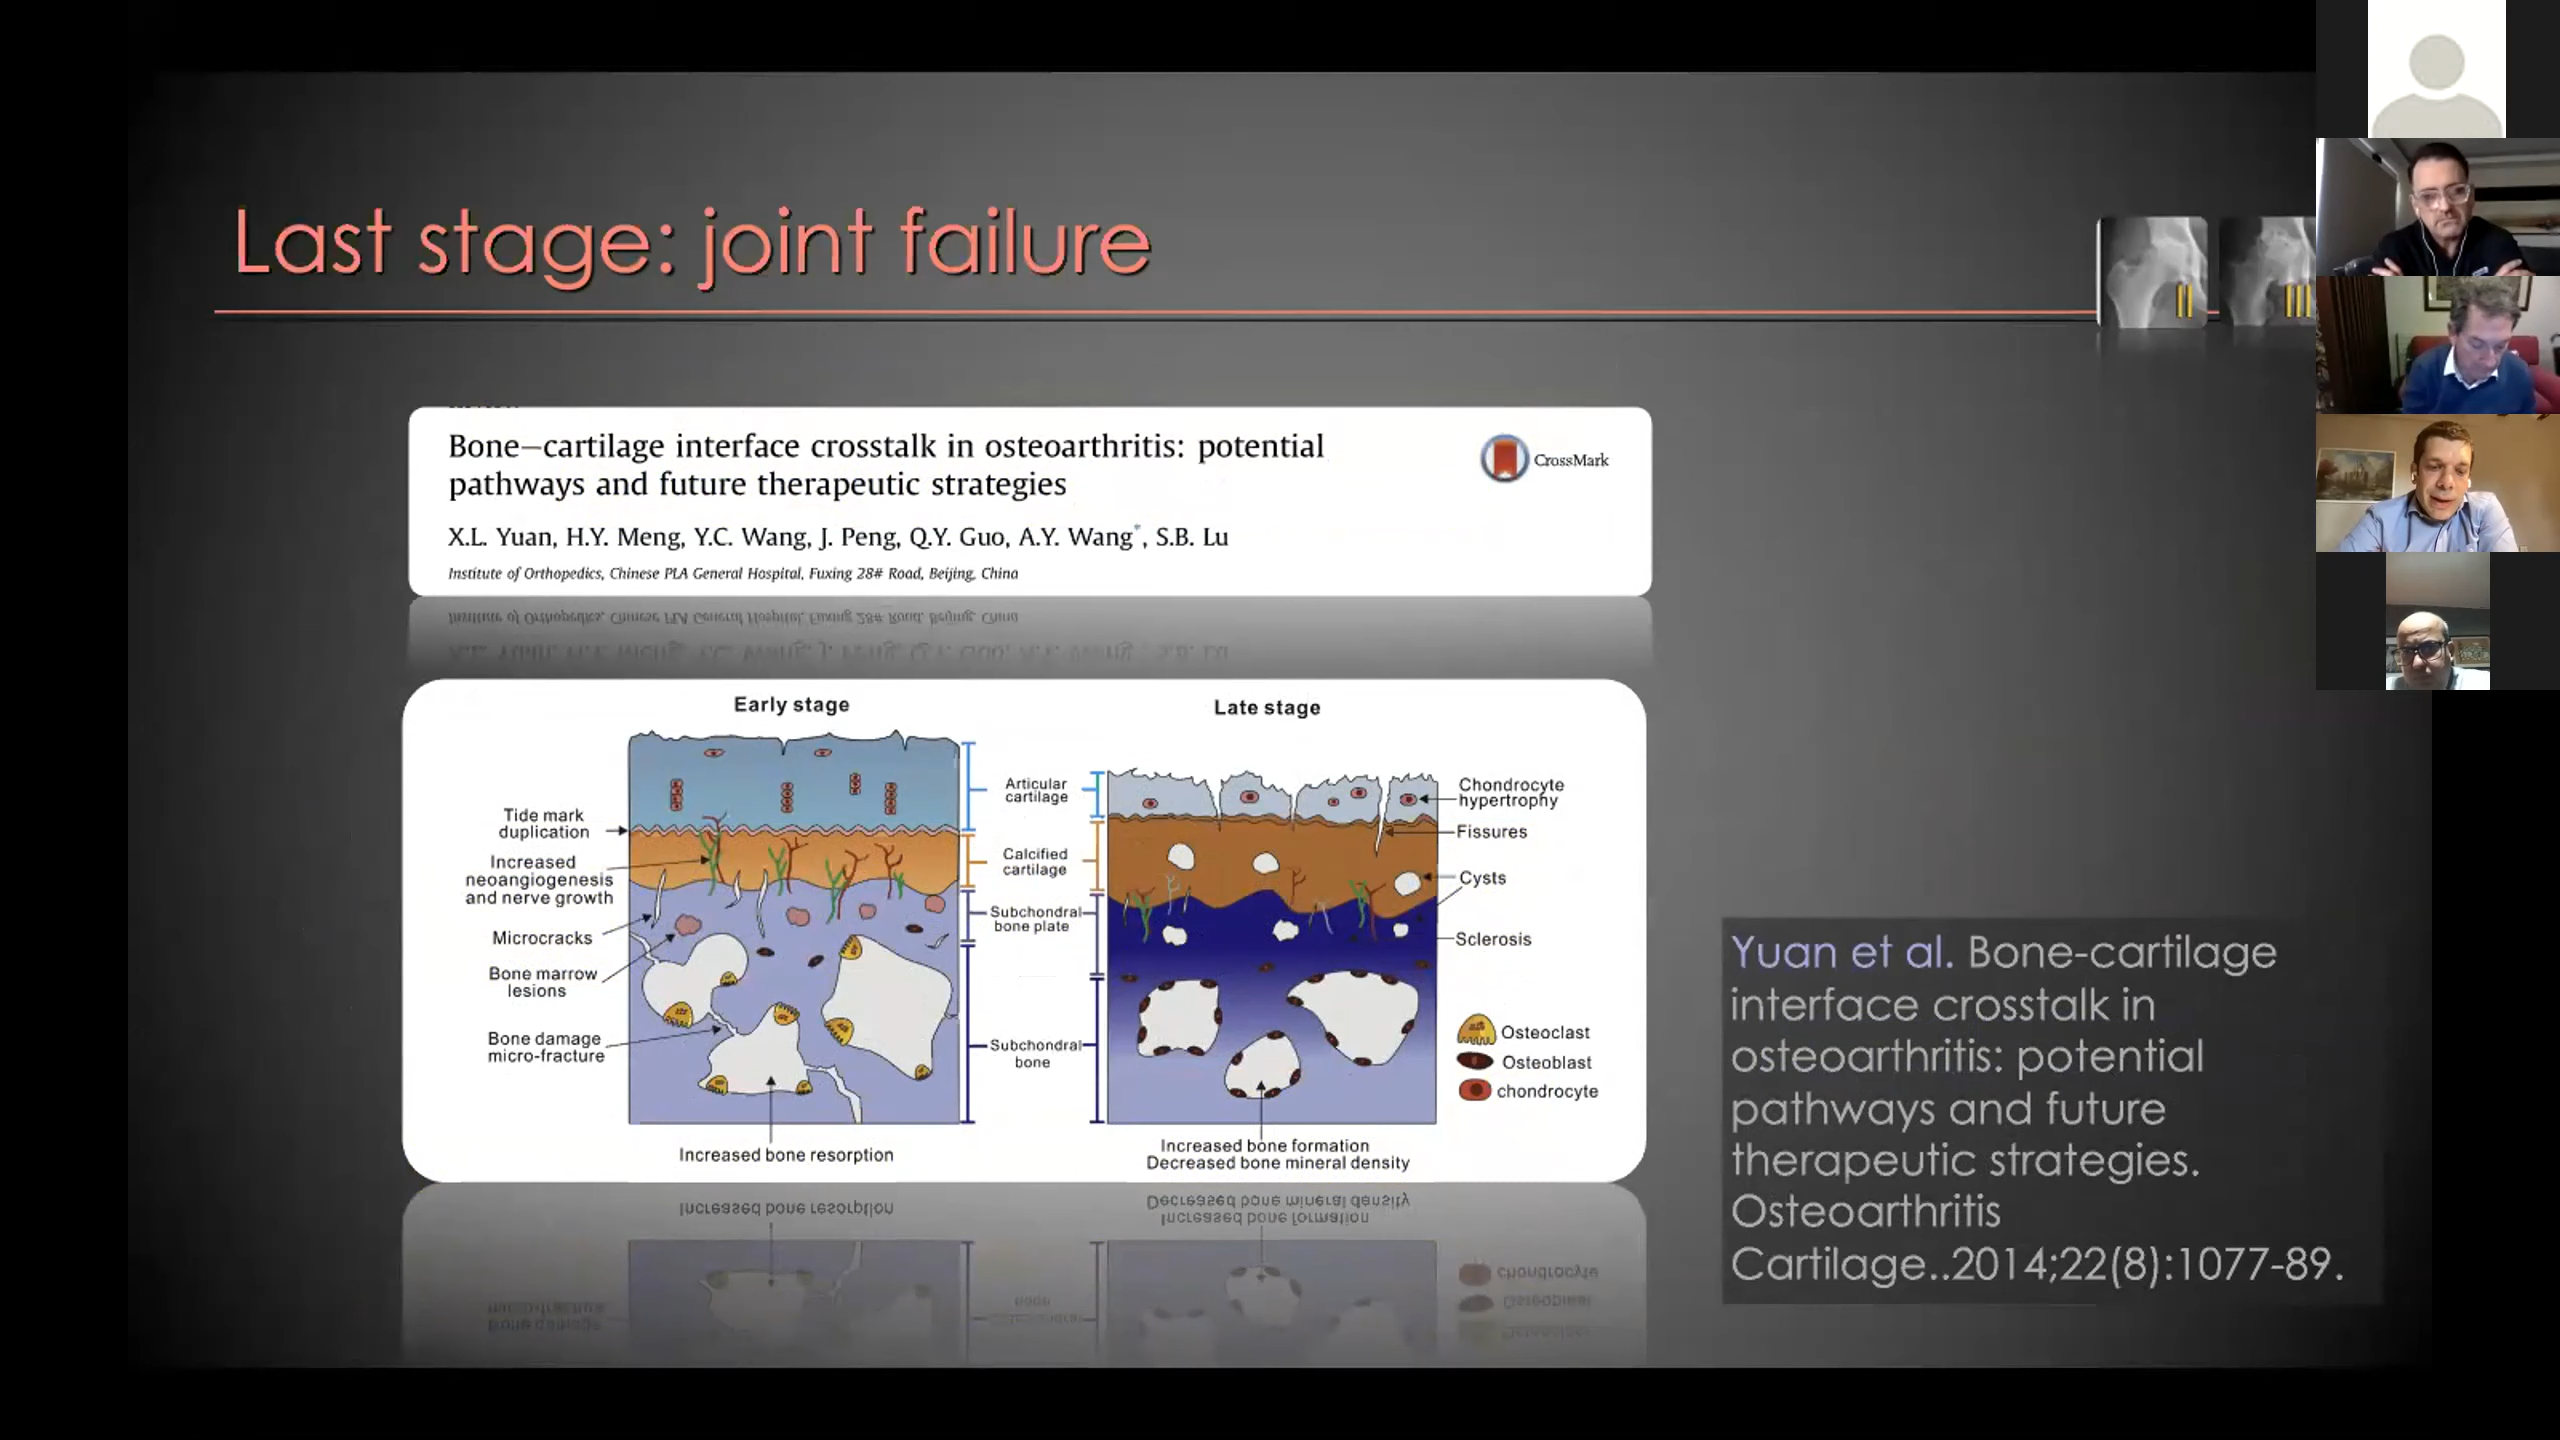 Last stage: joint failure
II
III
Bone–cartilage interface crosstalk in osteoarthritis: potential
pathways and future therapeutic strategies
CrossMark
X.L. Yuan, H.Y. Meng, Y.C. Wang, J. Peng, Q.Y. Guo, A.Y. Wang*, S.B. Lu
Institute of Orthopedics, Chinese PLA General Hospital, Fuxing 28# Road, Beijing, China
Early stage
Late stage
Tide mark
duplication
Increased
neoangiogenesis
and nerve growth
Microcracks
Bone marrow
lesions
Bone damage
micro-fracture
Increased bone resorption
Articular
cartilage
Calcified
cartilage
Subchondral
bone plate
Subchondral
bone
Chondrocyte
hypertrophy
Fissures
Cysts
Sclerosis
Osteoclast
Osteoblast
chondrocyte
Increased bone formation
Decreased bone mineral density
Yuan et al. Bone-cartilage
interface crosstalk in
osteoarthritis: potential
pathways and future
therapeutic strategies.
Osteoarthritis
Cartilage..2014;22(8):1077-89.